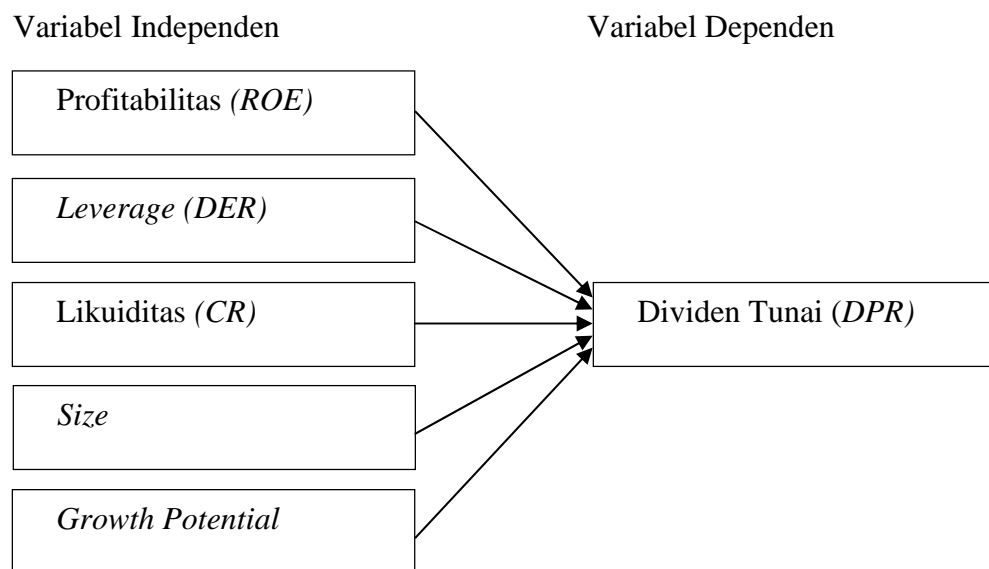 Variabel Independen
Variabel Dependen
Profitabilitas (ROE)
Leverage (DER)
Likuiditas (CR)
Dividen Tunai (DPR)
Size
Growth Potential